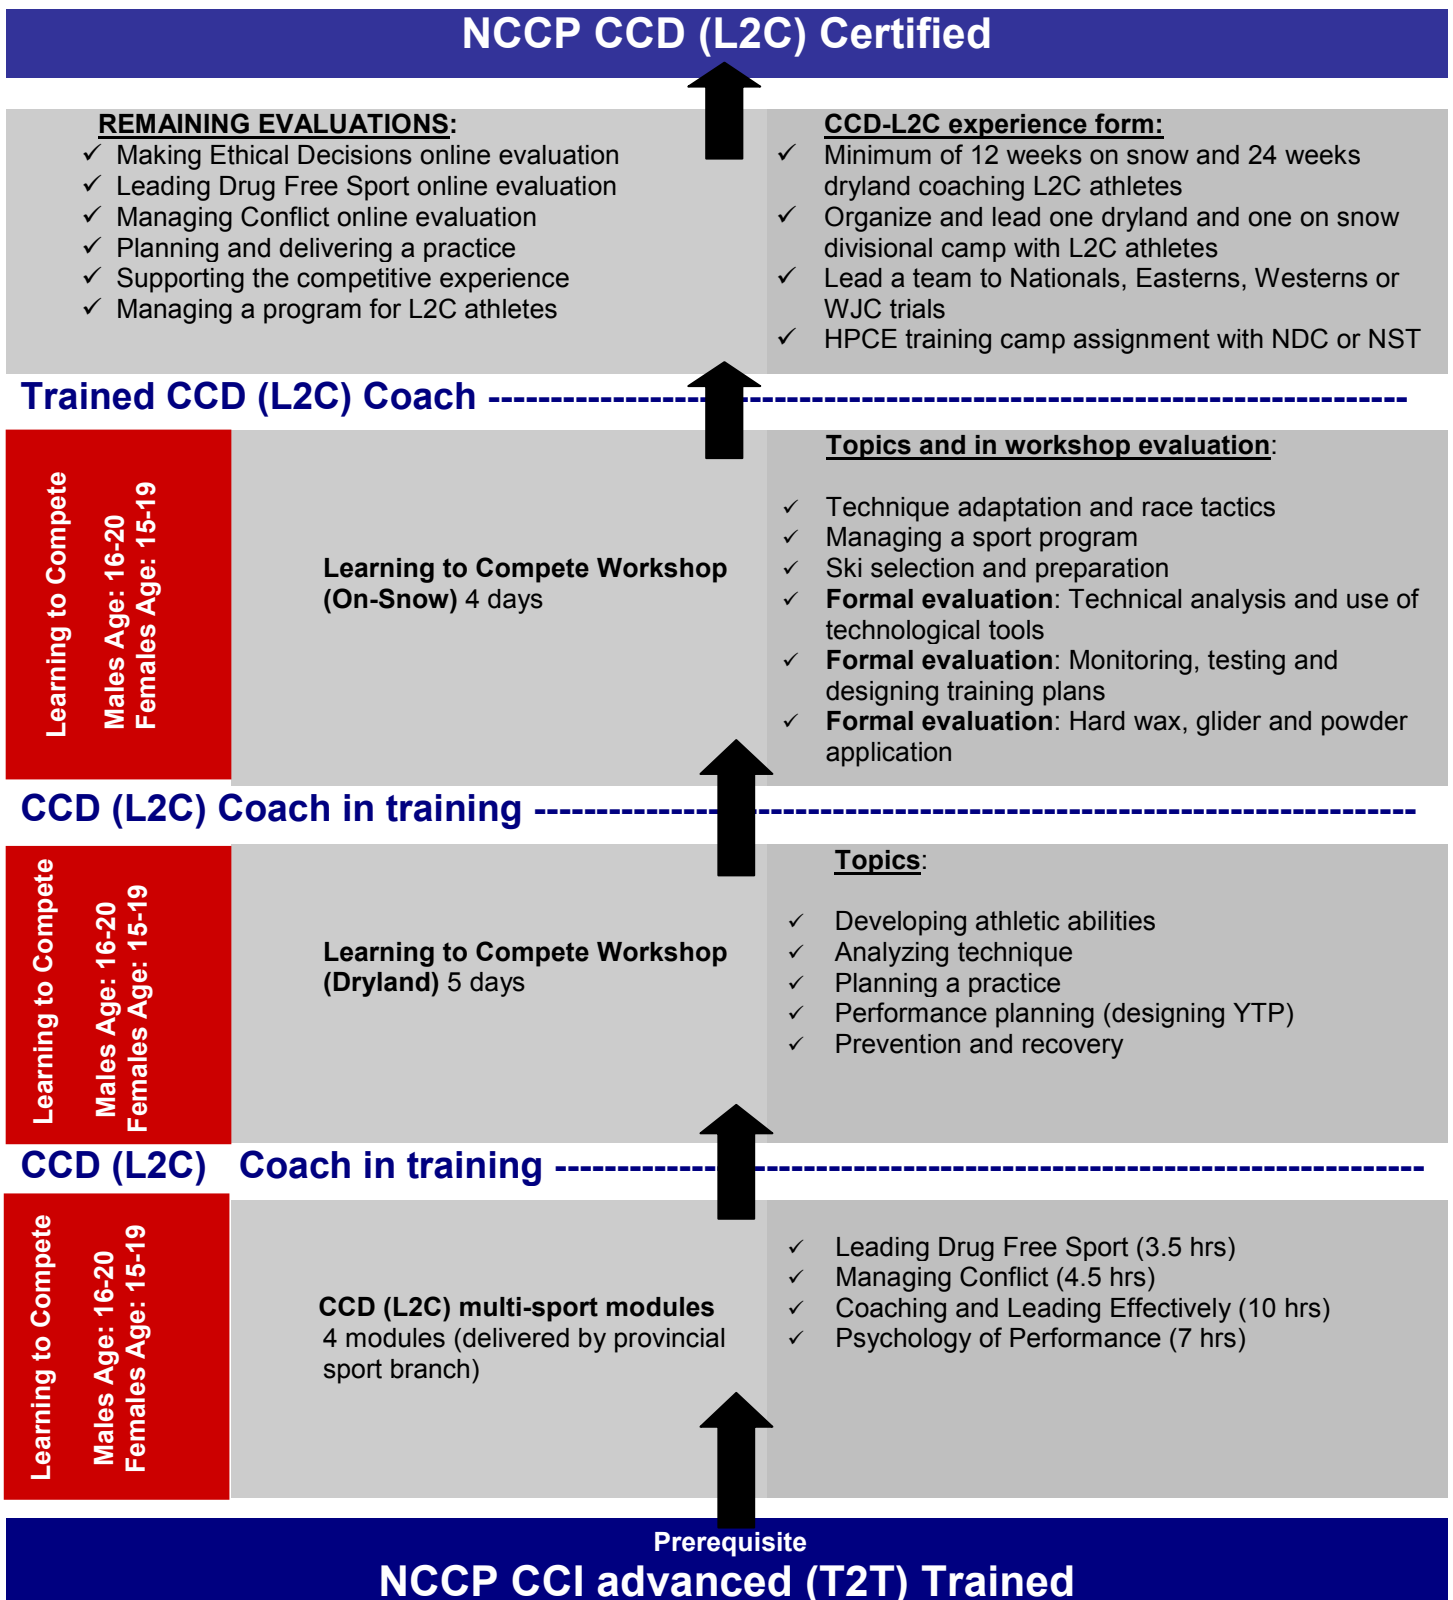 NCCP CCD (L2C) Certified
REMAINING EVALUATIONS:
✓ Making Ethical Decisions online evaluation
✓ Leading Drug Free Sport online evaluation
✓ Managing Conflict online evaluation
✓ Planning and delivering a practice
✓ Supporting the competitive experience
✓ Managing a program for L2C athletes
CCD-L2C experience form:
✓ Minimum of 12 weeks on snow and 24 weeks
dryland coaching L2C athletes
✓ Organize and lead one dryland and one on snow
divisional camp with L2C athletes
✓ Lead a team to Nationals, Easterns, Westerns or
WJC trials
✓ HPCE training camp assignment with NDC or NST
Trained CCD (L2C) Coach
Learning to Compete
Males Age: 16-20
Females Age: 15-19
Learning to Compete Workshop
(On-Snow) 4 days
Topics and in workshop evaluation:
✓ Technique adaptation and race tactics
✓ Managing a sport program
✓ Ski selection and preparation
✓ Formal evaluation: Technical analysis and use of
technological tools
✓ Formal evaluation: Monitoring, testing and
designing training plans
✓ Formal evaluation: Hard wax, glider and powder
application
CCD (L2C) Coach in training
Learning to Compete
Males Age: 16-20
Females Age: 15-19
Learning to Compete Workshop
(Dryland) 5 days
Topics:
✓ Developing athletic abilities
✓ Analyzing technique
✓ Planning a practice
✓ Performance planning (designing YTP)
✓ Prevention and recovery
CCD (L2C) Coach in training
Learning to Compete
Males Age: 16-20
Females Age: 15-19
CCD (L2C) multi-sport modules
4 modules (delivered by provincial
sport branch)
✓ Leading Drug Free Sport (3.5 hrs)
✓ Managing Conflict (4.5 hrs)
✓ Coaching and Leading Effectively (10 hrs)
✓ Psychology of Performance (7 hrs)
Prerequisite
NCCP CCI advanced (T2T) Trained